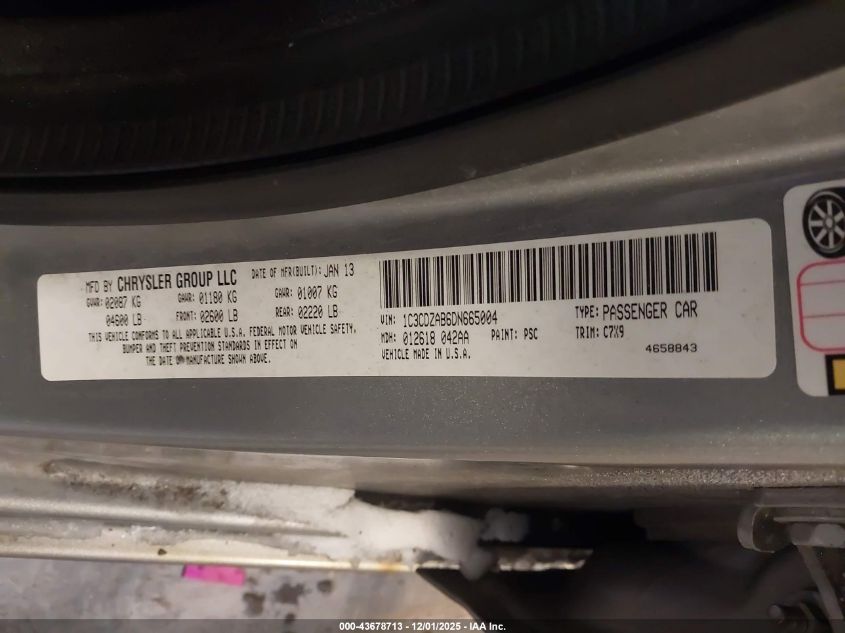 MFD BY CHRYSLER GROUP LLC
DATE OF MFR(BUILT): JAN 13
GVWR: 02087 KG GAWR: 01180 KG GAWR: 01007 KG
04600 LB FRONT: 02600 LB REAR: 02220 LB
THIS VEHICLE CONFORMS TO ALL APPLICABLE U.S.A. FEDERAL MOTOR VEHICLE SAFETY,
BUMPER AND THEFT PREVENTION STANDARDS IN EFFECT ON
THE DATE OF MANUFACTURE SHOWN ABOVE.
VIN: 1C3CDZAB6DN665004 TYPE: PASSENGER CAR
MDH: 012618 042AA PAINT: PSC TRIM: C7X9
VEHICLE MADE IN U.S.A. 4658843
000-43678713 - 12/01/2025 - IAA Inc.